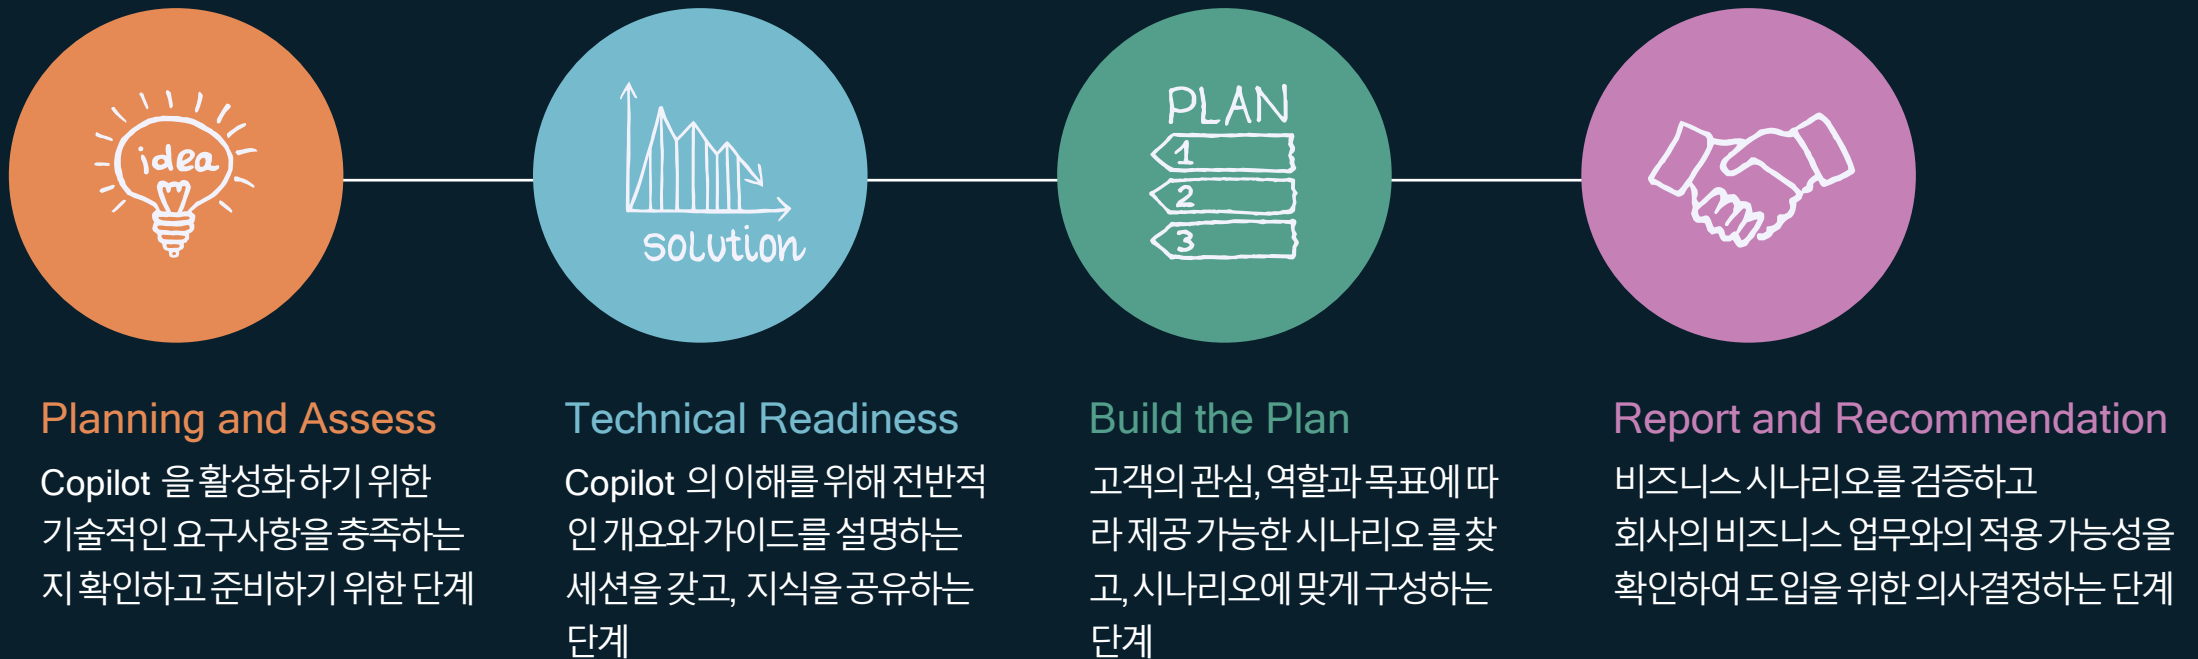 idea
solution
PLAN
1
2
3
Planning and Assess
Copilot 을 활성화 하기 위한
기술적인 요구사항을 충족하는
지 확인하고 준비하기 위한 단계
Technical Readiness
Copilot 의 이해를 위해 전반적
인 개요와 가이드를 설명하는
세션을 갖고, 지식을 공유하는
단계
Build the Plan
고객의 관심, 역할과 목표에 따
라 제공 가능한 시나리오 를 찾
고, 시나리오에 맞게 구성하는
단계
Report and Recommendation
비즈니스 시나리오를 검증하고
회사의 비즈니스 업무와의 적용 가능성을
확인하여 도입을 위한 의사결정하는 단계